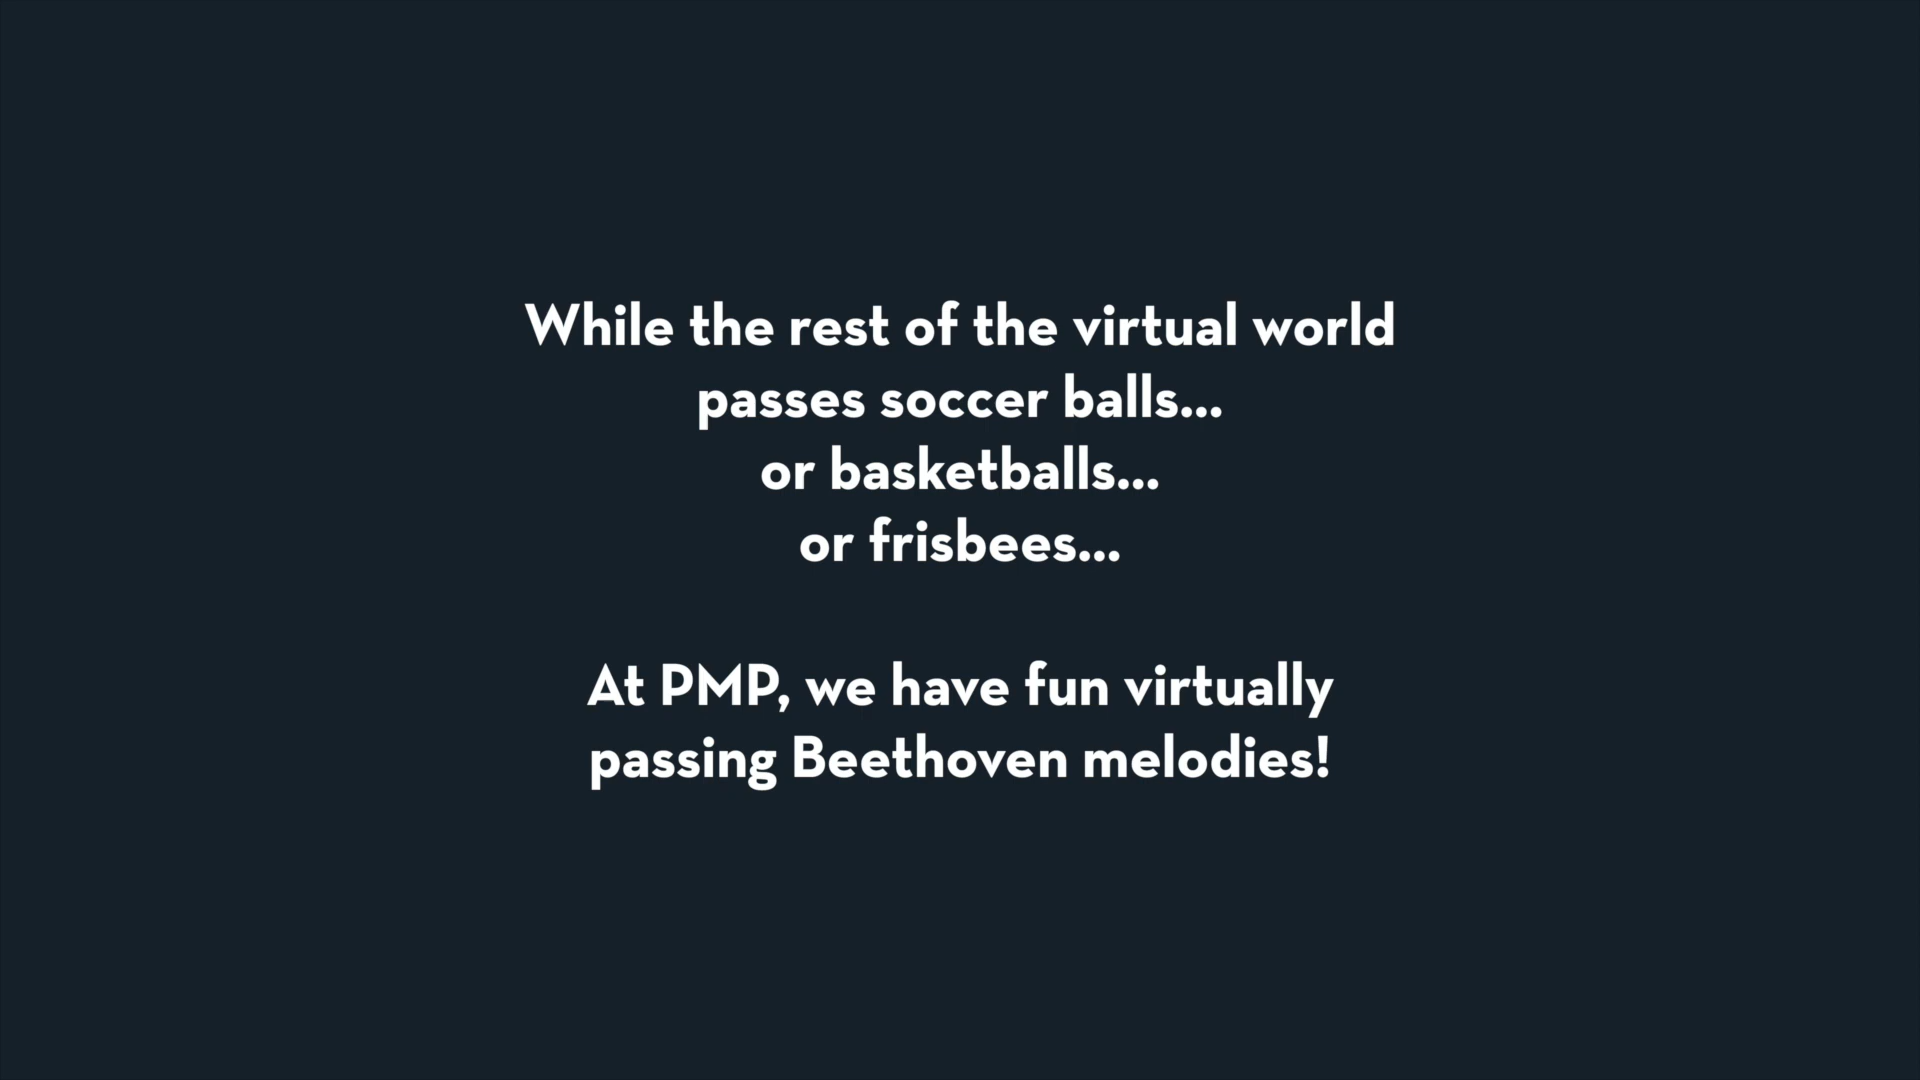 While the rest of the virtual world
passes soccer balls...
or basketballs...
or frisbees...
At PMP, we have fun virtually
passing Beethoven melodies!